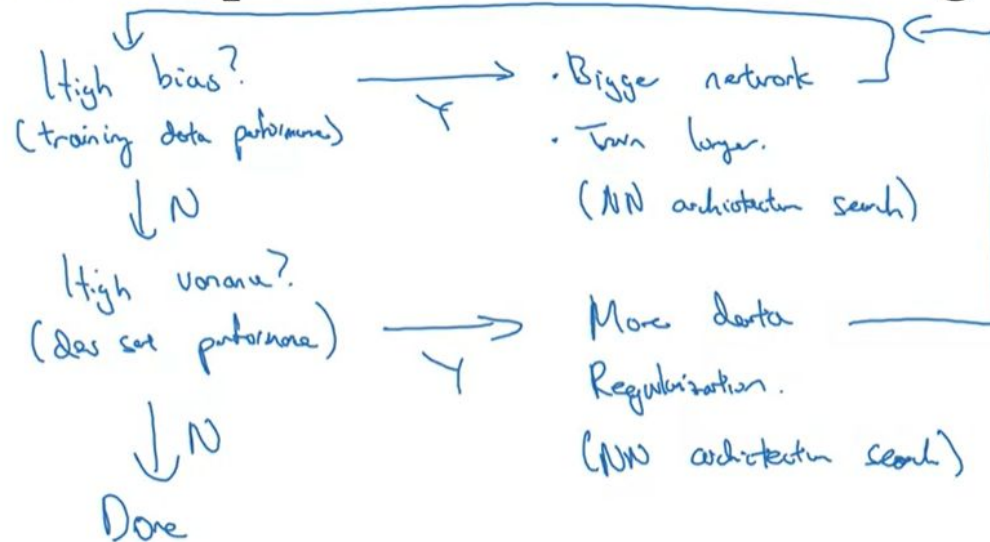 High bias?
(training data performance)
Y
· Bigger network
· Train longer.
(NN architecture search)
N
High variance?
(dev set performance)
Y
More data
Regularization.
(NN architecture search)
N
Done